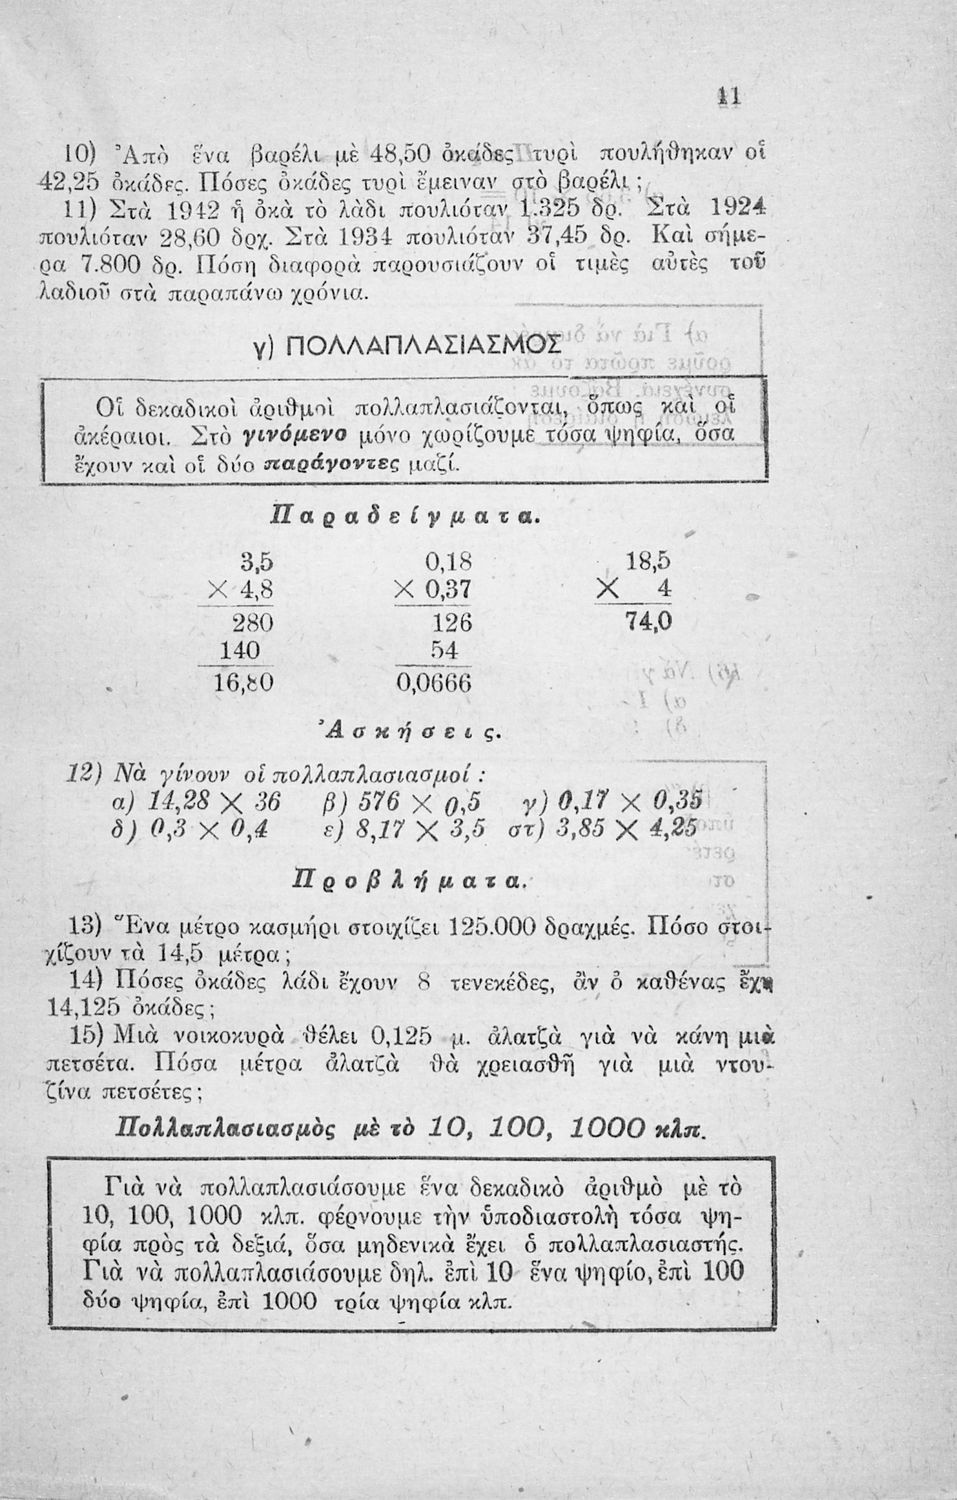 11
10) Ἀπὸ ἕνα βαρέλι μὲ 48,50 ὀκάδες τυρὶ πουλήθηκαν οἱ
42,25 ὀκάδες. Πόσες ὀκάδες τυρὶ ἔμειναν στὸ βαρέλι ;
11) Στὰ 1942 ἡ ὀκὰ τὸ λάδι πουλιόταν 1.325 δρ. Στὰ 1924
πουλιόταν 28,60 δρχ. Στὰ 1934 πουλιόταν 37,45 δρ. Καὶ σήμε-
ρα 7.800 δρ. Πόση διαφορὰ παρουσιάζουν οἱ τιμὲς αὐτὲς τοῦ
λαδιοῦ στὰ παραπάνω χρόνια.
γ) ΠΟΛΛΑΠΛΑΣΙΑΣΜΟΣ
Οἱ δεκαδικοὶ ἀριθμοὶ πολλαπλασιάζονται, ὅπως καὶ οἱ
ἀκέραιοι. Στὸ γινόμενο μόνο χωρίζουμε τόσα ψηφία, ὅσα
ἔχουν καὶ οἱ δύο παράγοντες μαζί.
Παραδείγματα.
3,5 0,18 18,5
× 4,8 × 0,37 × 4
280 126 74,0
140 54
16,80 0,0666
Ἀσκήσεις.
12) Νὰ γίνουν οἱ πολλαπλασιασμοί :
α) 14,28 × 36 β) 576 × 0,5 γ) 0,17 × 0,35
δ) 0,3 × 0,4 ε) 8,17 × 3,5 στ) 3,85 × 4,25
Προβλήματα.
13) Ἕνα μέτρο κασμήρι στοιχίζει 125.000 δραχμές. Πόσο στοι-
χίζουν τὰ 14,5 μέτρα ;
14) Πόσες ὀκάδες λάδι ἔχουν 8 τενεκέδες, ἂν ὁ καθένας ἔχῃ
14,125 ὀκάδες ;
15) Μιὰ νοικοκυρὰ θέλει 0,125 μ. ἀλατζὰ γιὰ νὰ κάνη μιὰ
πετσέτα. Πόσα μέτρα ἀλατζὰ θὰ χρειασθῆ γιὰ μιὰ ντου-
ζίνα πετσέτες ;
Πολλαπλασιασμὸς μὲ τὸ 10, 100, 1000 κλπ.
Γιὰ νὰ πολλαπλασιάσουμε ἕνα δεκαδικὸ ἀριθμὸ μὲ τὸ
10, 100, 1000 κλπ. φέρνουμε τὴν ὑποδιαστολὴ τόσα ψη-
φία πρὸς τὰ δεξιά, ὅσα μηδενικὰ ἔχει ὁ πολλαπλασιαστής.
Γιὰ νὰ πολλαπλασιάσουμε δηλ. ἐπὶ 10 ἕνα ψηφίο, ἐπὶ 100
δύο ψηφία, ἐπὶ 1000 τρία ψηφία κλπ.